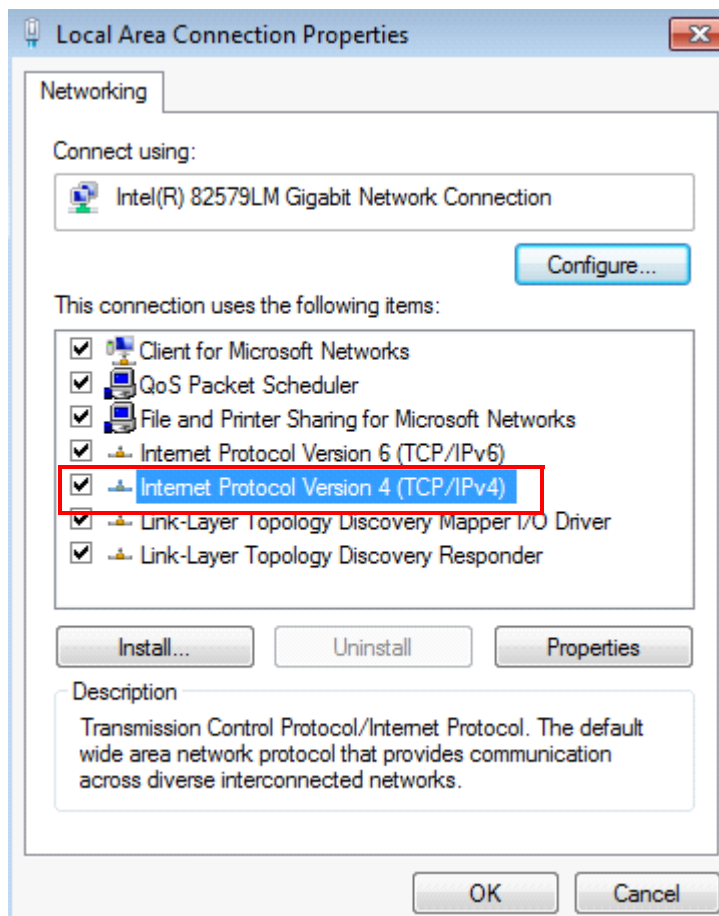 Local Area Connection Properties
Networking
Connect using:
Intel(R) 82579LM Gigabit Network Connection
Configure...
This connection uses the following items:
Client for Microsoft Networks
QoS Packet Scheduler
File and Printer Sharing for Microsoft Networks
Internet Protocol Version 6 (TCP/IPv6)
Internet Protocol Version 4 (TCP/IPv4)
Link-Layer Topology Discovery Mapper I/O Driver
Link-Layer Topology Discovery Responder
Install... Uninstall Properties
Description
Transmission Control Protocol/Internet Protocol. The default
wide area network protocol that provides communication
across diverse interconnected networks.
OK Cancel